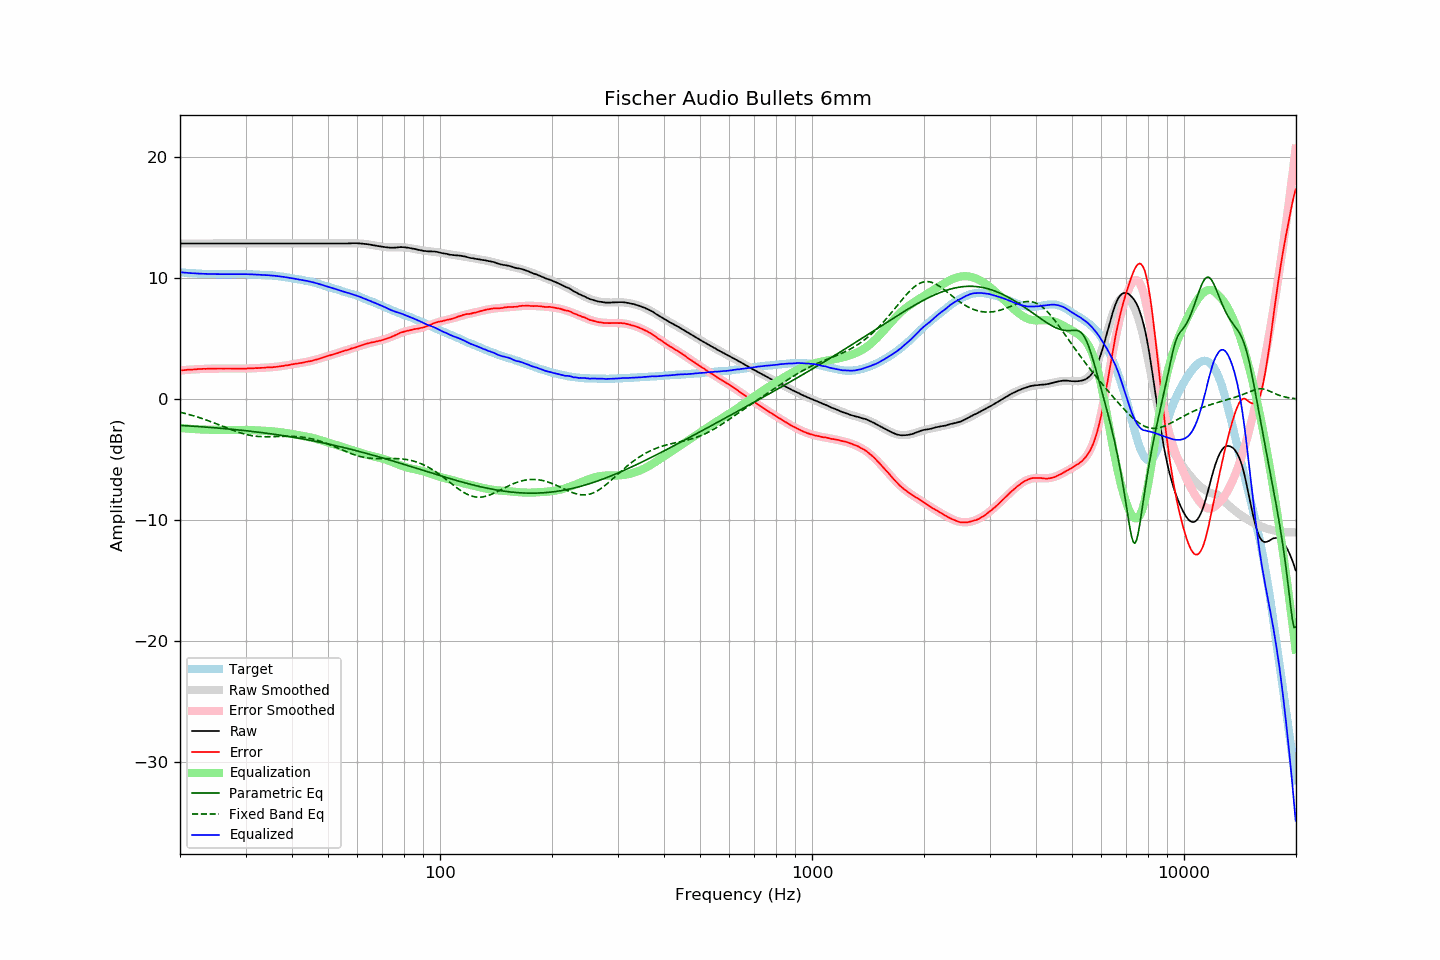 Fischer Audio Bullets 6mm
20
10
0
−10
−20
−30
Amplitude (dBr)
Target
Raw Smoothed
Error Smoothed
Raw
Error
Equalization
Parametric Eq
Fixed Band Eq
Equalized
100
1000
10000
Frequency (Hz)